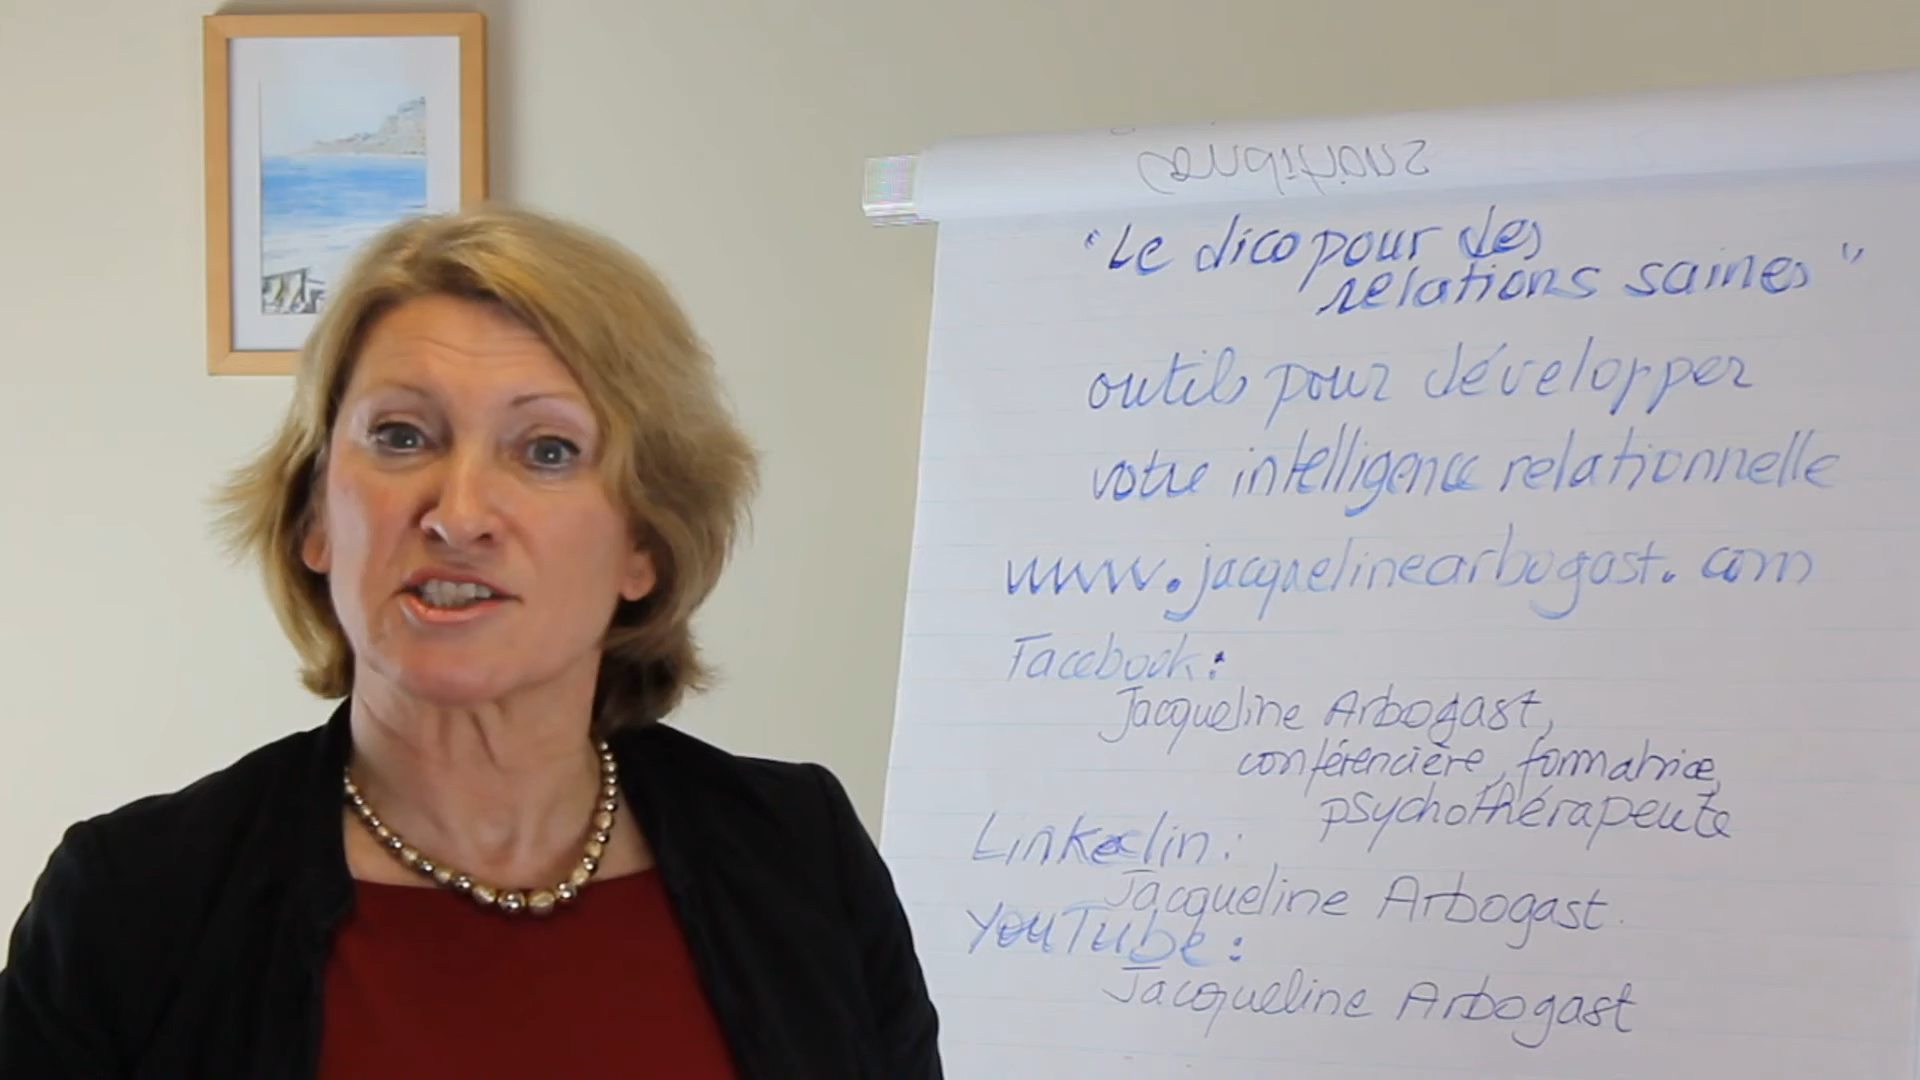 "Le dico pour des
relations saines"
outils pour développer
votre intelligence relationnelle
www.jacquelinearbogast.com
Facebook:
Jacqueline Arbogast,
conférencière, formatrice,
psychothérapeute
Linkedin:
Jacqueline Arbogast.
YouTube:
Jacqueline Arbogast